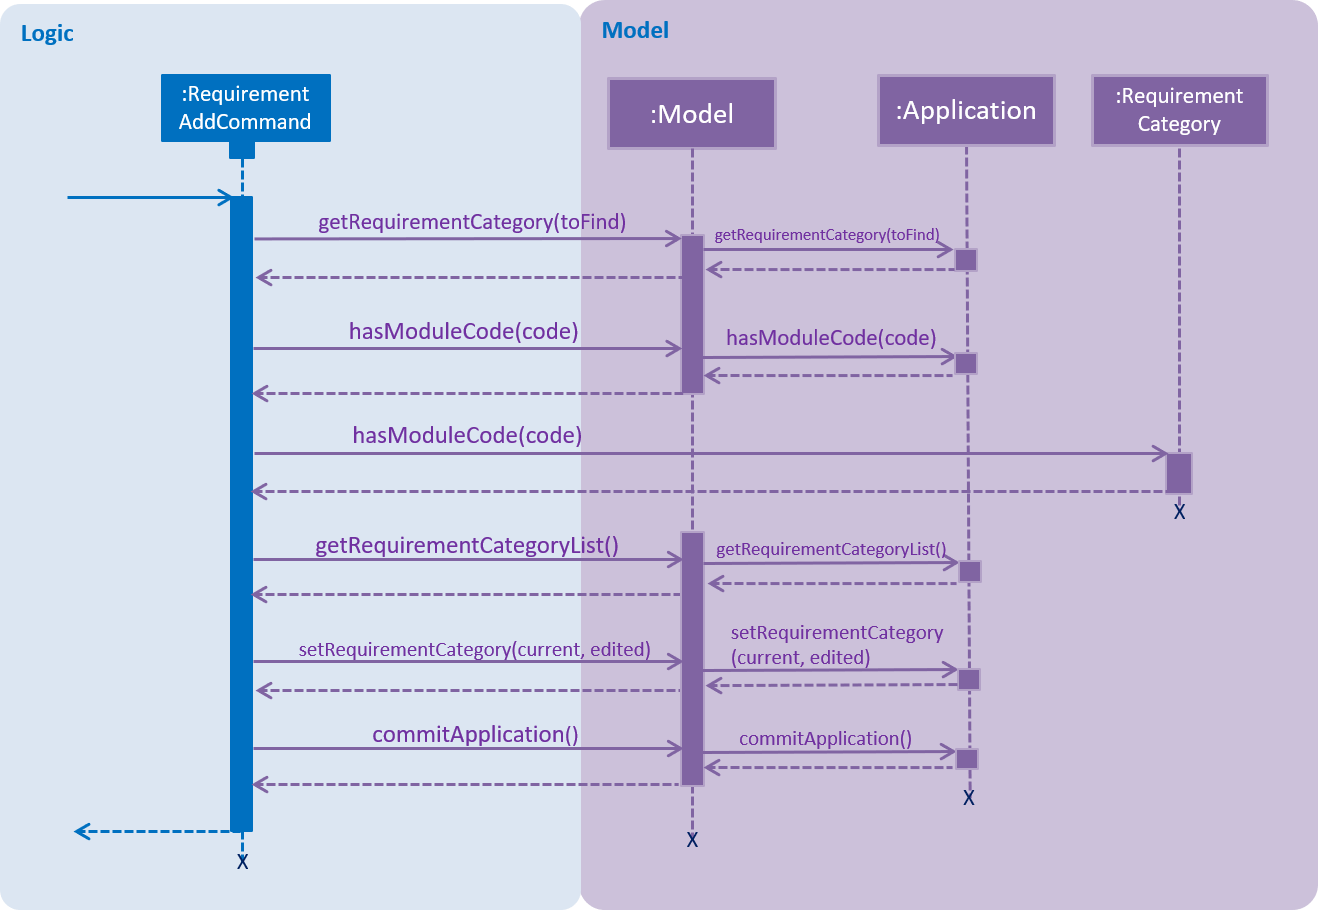 Logic
Model
:Requirement
AddCommand
:Model
:Application
:Requirement
Category
getRequirementCategory(toFind)
getRequirementCategory(toFind)
hasModuleCode(code)
hasModuleCode(code)
hasModuleCode(code)
X
getRequirementCategoryList()
getRequirementCategoryList()
setRequirementCategory(current, edited)
setRequirementCategory
(current, edited)
commitApplication()
commitApplication()
X
X
X